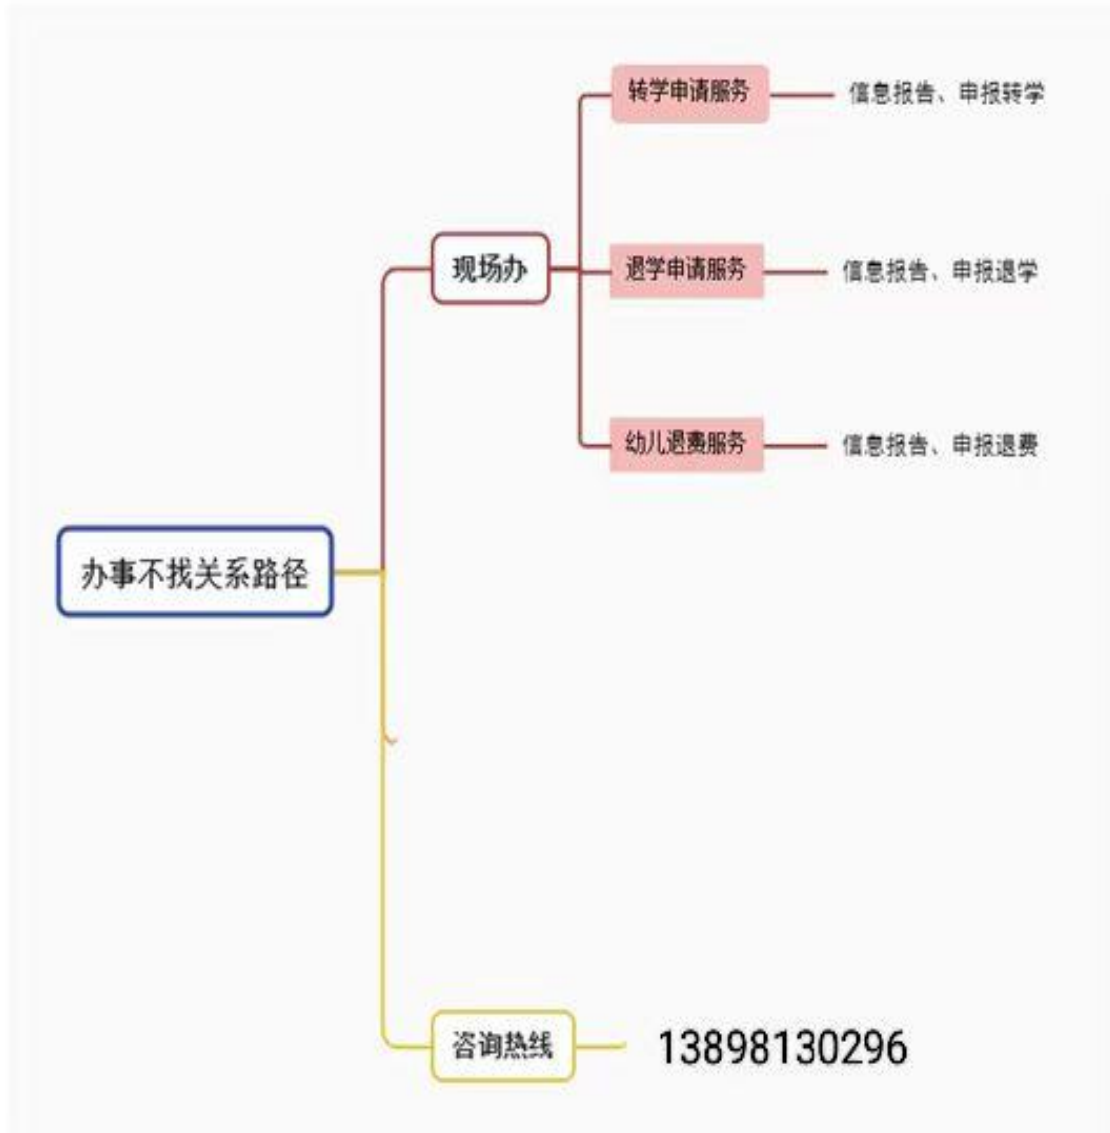 转学申请服务
信息报告、申报转学
现场办
退学申请服务
信息报告、申报退学
幼儿退费服务
信息报告、申报退费
办事不找关系路径
咨询热线
13898130296